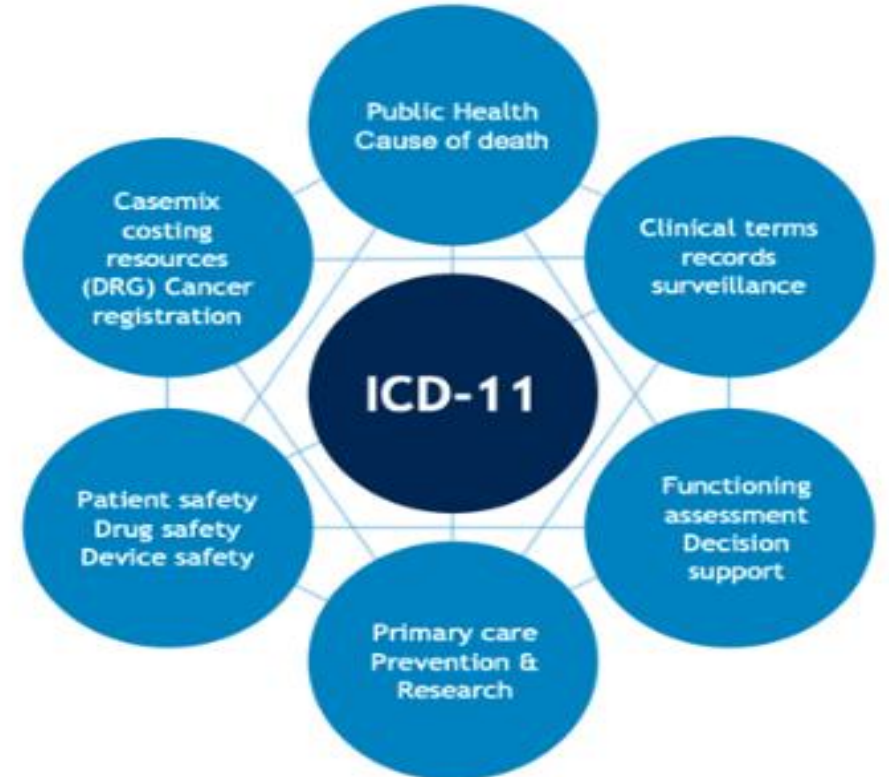 Public Health
Cause of death
Casemix
costing
resources
(DRG) Cancer
registration
Clinical terms
records
surveillance
ICD-11
Patient safety
Drug safety
Device safety
Functioning
assessment
Decision
support
Primary care
Prevention &
Research